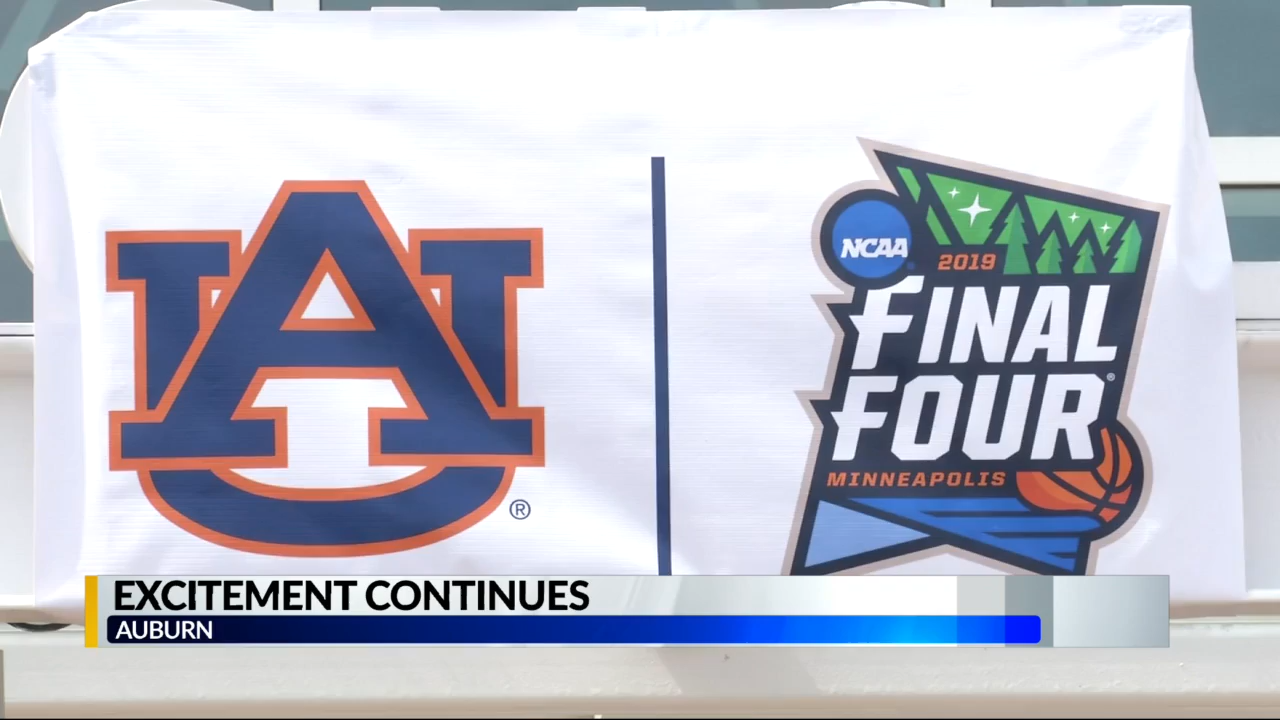 AU
®
NCAA
2019
FINAL
FOUR®
MINNEAPOLIS
EXCITEMENT CONTINUES
AUBURN